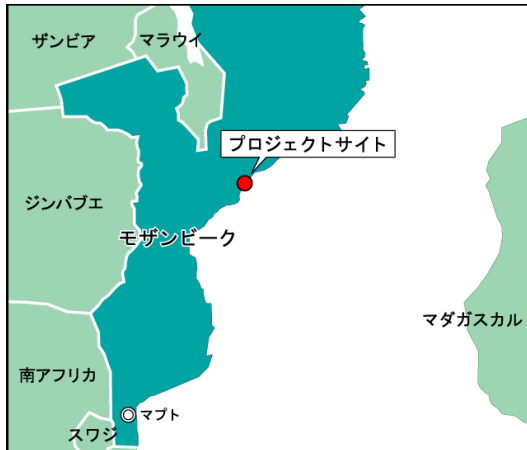 ザンビア
マラウイ
プロジェクトサイト
ジンバブエ
モザンビーク
マダガスカル
南アフリカ
マプト
スワジ